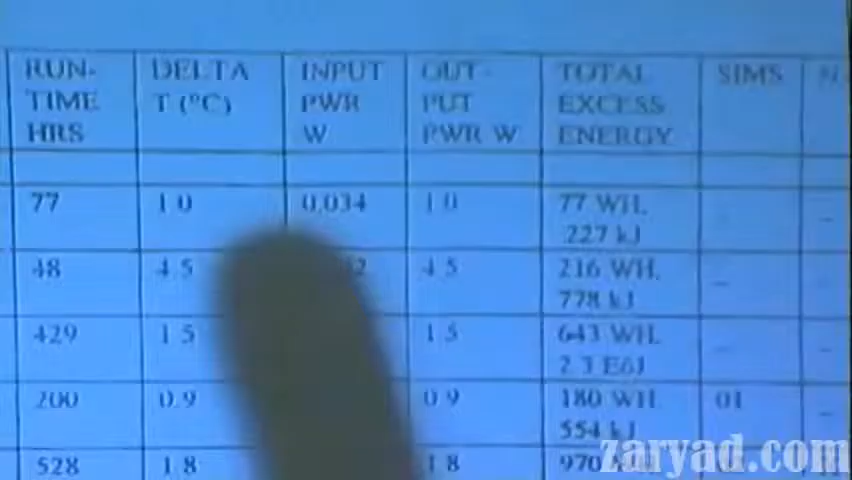 RUN-
TIME
HRS
DELTA
T (°C)
INPUT
PWR
W
OUT-
PUT
PWR W
TOTAL
EXCESS
ENERGY
SIMS
77
1.0
0.034
1.0
77 WH.
227 kJ
48
4.5
4.5
216 WH.
778 kJ
429
1.5
1.5
643 WH.
2.3 E6J
200
0.9
0.9
180 WH.
554 kJ
01
528
1.8
1.8
970
zaryad.com